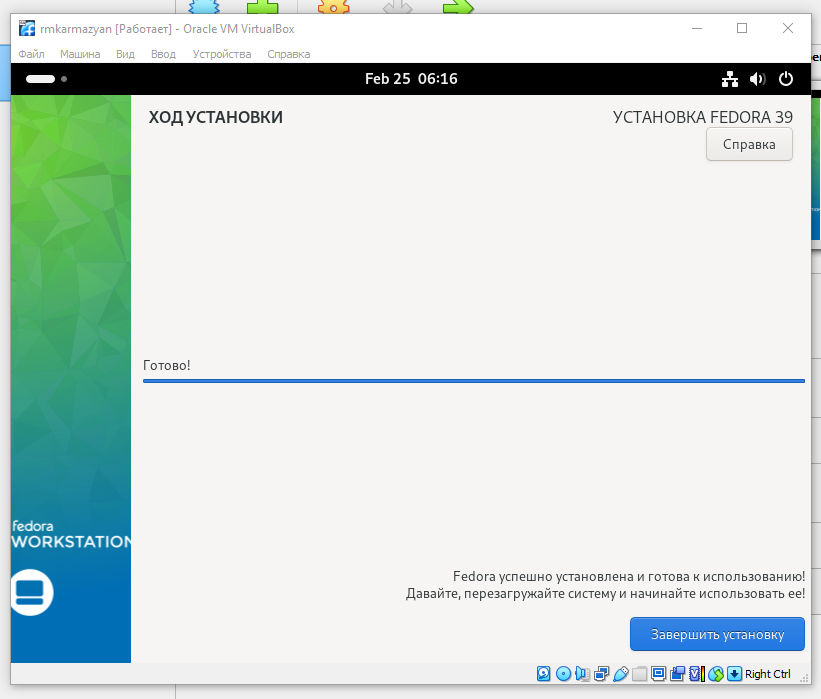 rmkarmazyan [Работает] - Oracle VM VirtualBox
Файл Машина Вид Ввод Устройства Справка
Feb 25 06:16
ХОД УСТАНОВКИ
УСТАНОВКА FEDORA 39
Справка
Готово!
fedora
WORKSTATION
Fedora успешно установлена и готова к использованию!
Давайте, перезагружайте систему и начинайте использовать ее!
Завершить установку
Right Ctrl